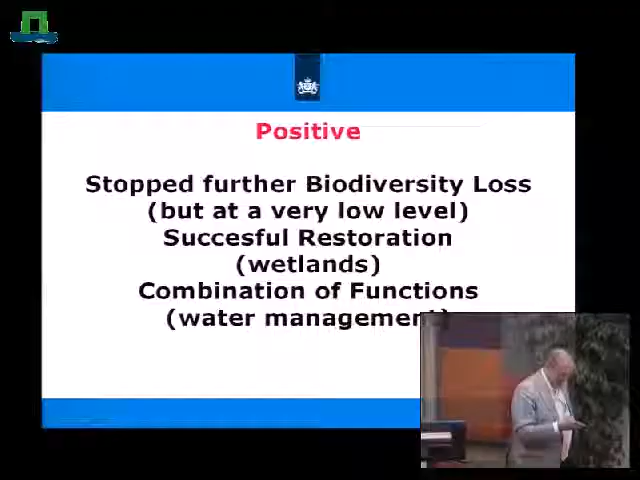 Positive
Stopped further Biodiversity Loss
(but at a very low level)
Succesful Restoration
(wetlands)
Combination of Functions
(water management)